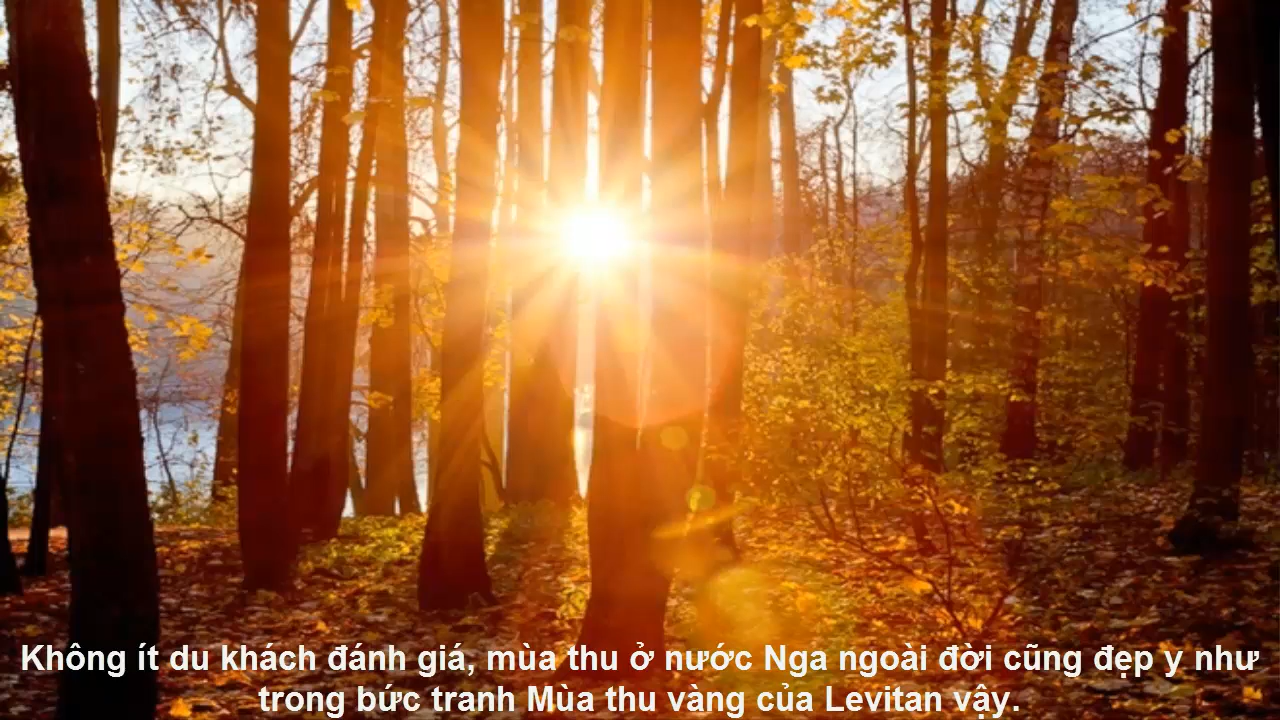 Không ít du khách đánh giá, mùa thu ở nước Nga ngoài đời cũng đẹp y như
trong bức tranh Mùa thu vàng của Levitan vậy.